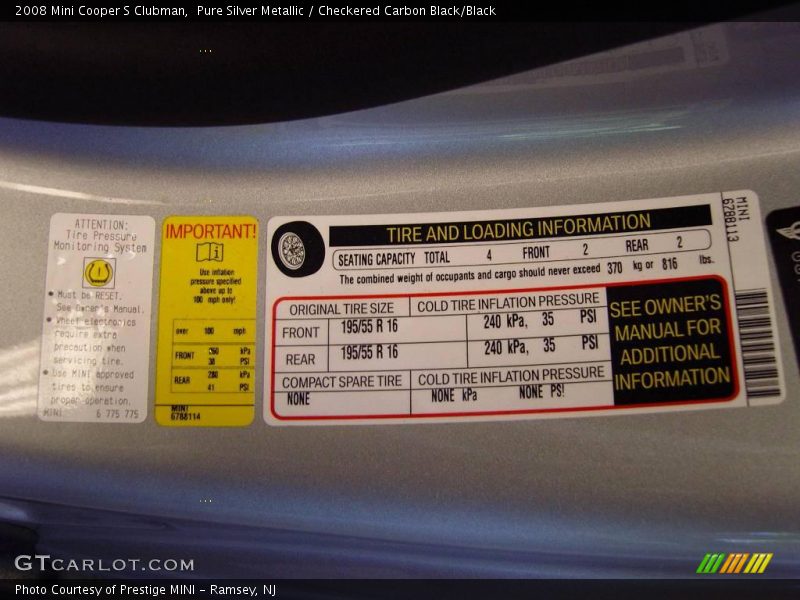 2008 Mini Cooper S Clubman,  Pure Silver Metallic / Checkered Carbon Black/Black
ATTENTION:
Tire Pressure
Monitoring System
• Must be RESET.
See Owner's Manual.
• Wheel electronics
require extra
precaution when
servicing tire.
• Use MINI approved
tires to ensure
proper operation.
MINI 6 775 775
IMPORTANT!
Use inflation
pressure specified
above up to
100 mph only!
over 100 mph
FRONT kPa
38 PSI
REAR 280 kPa
41 PSI
MINI
6788114
TIRE AND LOADING INFORMATION
SEATING CAPACITY TOTAL 4 FRONT 2 REAR 2
The combined weight of occupants and cargo should never exceed 370 kg or 816 lbs.
ORIGINAL TIRE SIZE COLD TIRE INFLATION PRESSURE
FRONT 195/55 R 16 240 kPa, 35 PSI
REAR 195/55 R 16 240 kPa, 35 PSI
COMPACT SPARE TIRE COLD TIRE INFLATION PRESSURE
NONE NONE kPa NONE PSI
SEE OWNER'S
MANUAL FOR
ADDITIONAL
INFORMATION
MINI
6788113
GTCARLOT.COM
Photo Courtesy of Prestige MINI - Ramsey, NJ